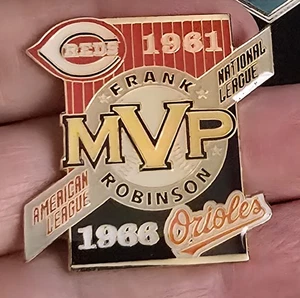 REDS 1961
NATIONAL
LEAGUE
FRANK
MVP
ROBINSON
AMERICAN
LEAGUE
1966 Orioles